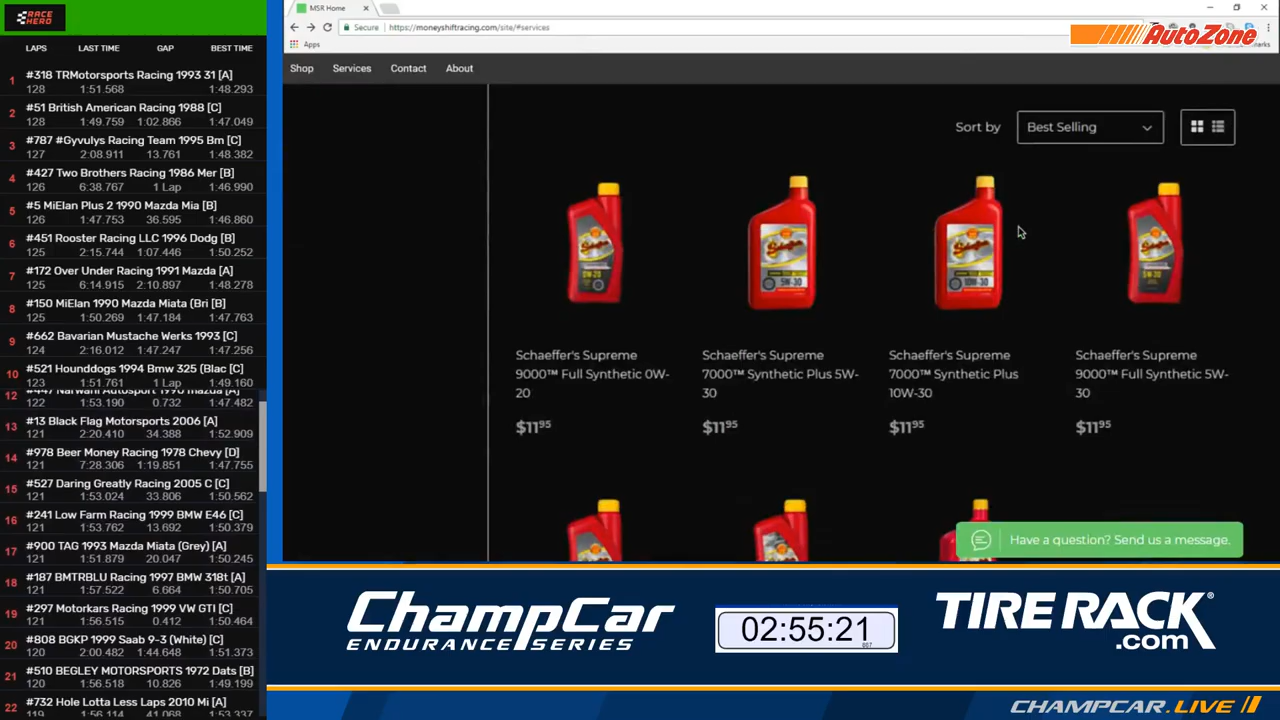 RACE HERO
LAPS LAST TIME GAP BEST TIME
1 #318 TRMotorsports Racing 1993 31 [A]
128 1:51.568 1:48.293
2 #51 British American Racing 1988 [C]
128 1:49.759 1:02.866 1:47.049
3 #787 #Gyvulys Racing Team 1995 Bm [C]
127 2:08.911 13.761 1:48.382
4 #427 Two Brothers Racing 1986 Mer [B]
126 6:38.767 1 Lap 1:46.990
5 #5 MiElan Plus 2 1990 Mazda Mia [B]
126 1:47.753 36.595 1:46.860
6 #451 Rooster Racing LLC 1996 Dodg [B]
125 2:15.744 1:07.446 1:50.252
7 #172 Over Under Racing 1991 Mazda [A]
125 1:49.915 2:10.897 1:48.278
8 #150 MiElan 1990 Mazda Miata (Bri [B]
125 1:50.269 1:47.184 1:47.763
9 #662 Bavarian Mustache Werks 1993 [C]
124 2:16.012 1:47.247 1:47.256
10 #521 Hounddogs 1994 Bmw 325 (Blac [C]
123 1:51.761 1 Lap 1:49.160
12
122 1:53.190 0.732 1:47.482
13 #13 Black Flag Motorsports 2006 [A]
121 2:20.410 34.388 1:52.909
14 #978 Beer Money Racing 1978 Chevy [D]
121 7:28.306 1:19.851 1:47.755
15 #527 Daring Greatly Racing 2005 C [C]
121 1:53.024 33.806 1:50.562
16 #241 Low Farm Racing 1999 BMW E46 [C]
121 1:53.762 13.692 1:50.379
17 #900 TAG 1993 Mazda Miata (Grey) [A]
121 1:51.879 20.047 1:50.245
18 #187 BMTRBLU Racing 1997 BMW 318t [A]
121 1:57.522 6.664 1:50.705
19 #297 Motorkars Racing 1999 VW GTI [C]
121 1:56.515 9.412 1:50.464
20 #808 BGKP 1999 Saab 9-3 (White) [C]
120 2:00.482 1:44.648 1:51.373
21 #510 BEGLEY MOTORSPORTS 1972 Dats [B]
120 1:56.518 10.826 1:49.199
22 #732 Hole Lotta Less Laps 2010 Mi [A]
119 1:56.114 41.068 1:53.337
MSR Home
Secure https://moneyshiftracing.com/site/#services
Apps
AutoZone
Shop Services Contact About
Sort by Best Selling
Schaeffer's Supreme
9000™ Full Synthetic 0W-
20
$11.95
Schaeffer's Supreme
7000™ Synthetic Plus 5W-
30
$11.95
Schaeffer's Supreme
7000™ Synthetic Plus
10W-30
$11.95
Schaeffer's Supreme
9000™ Full Synthetic 5W-
30
$11.95
Have a question? Send us a message.
ChampCar
ENDURANCE SERIES
02:55:21
TIRE RACK®
.com
CHAMPCAR.LIVE